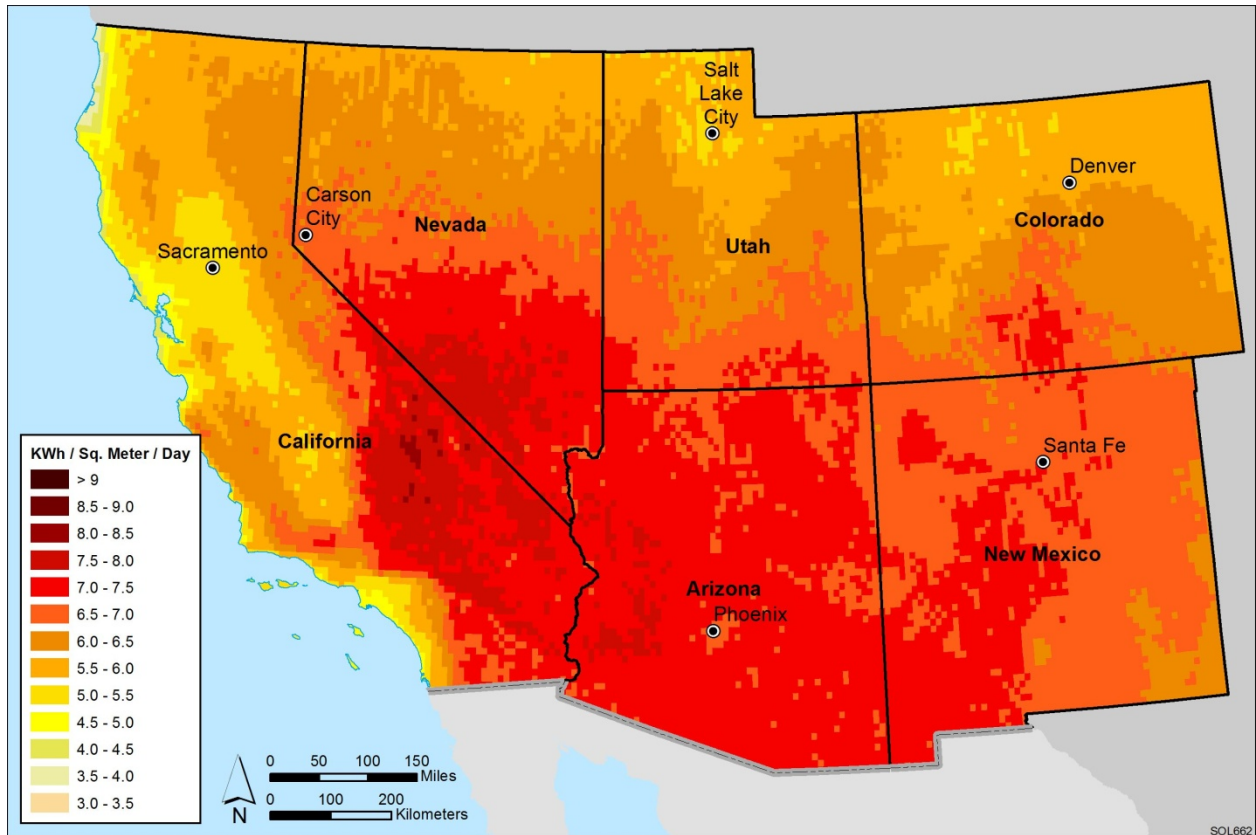 Salt
Lake
City
Denver
Carson
City
Nevada
Colorado
Utah
Sacramento
California
Santa Fe
New Mexico
Arizona
Phoenix
KWh / Sq. Meter / Day
> 9
8.5 - 9.0
8.0 - 8.5
7.5 - 8.0
7.0 - 7.5
6.5 - 7.0
6.0 - 6.5
5.5 - 6.0
5.0 - 5.5
4.5 - 5.0
4.0 - 4.5
3.5 - 4.0
3.0 - 3.5
N
0 50 100 150
Miles
0 100 200
Kilometers
SOL662